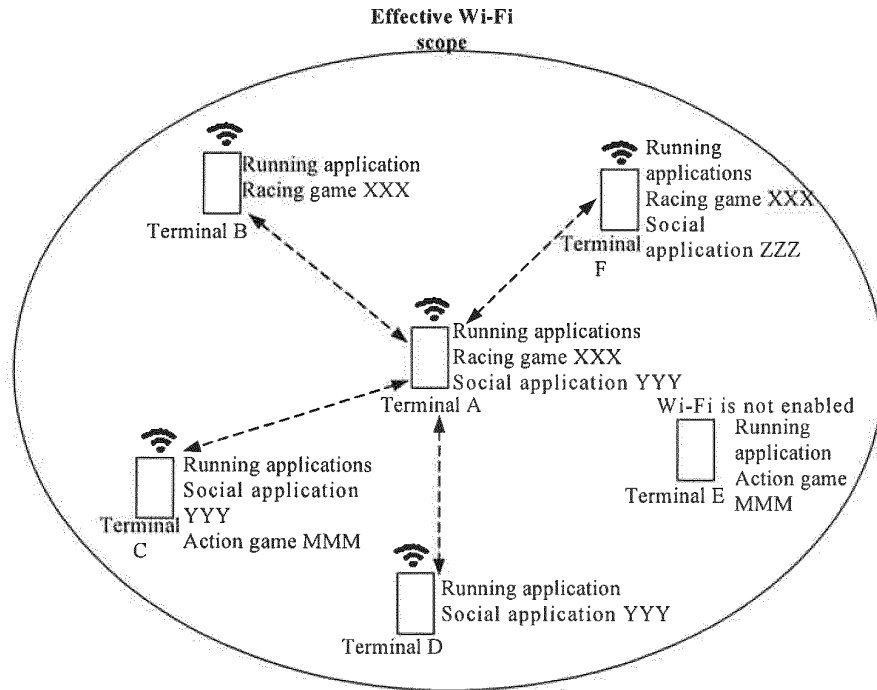 Effective Wi-Fi
scope
Running application
Racing game XXX
Terminal B
Running
applications
Racing game XXX
Social
application ZZZ
Terminal
F
Running applications
Racing game XXX
Social application YYY
Terminal A
Wi-Fi is not enabled
Running
application
Action game
MMM
Terminal E
Running applications
Social application
YYY
Action game MMM
Terminal
C
Running application
Social application YYY
Terminal D